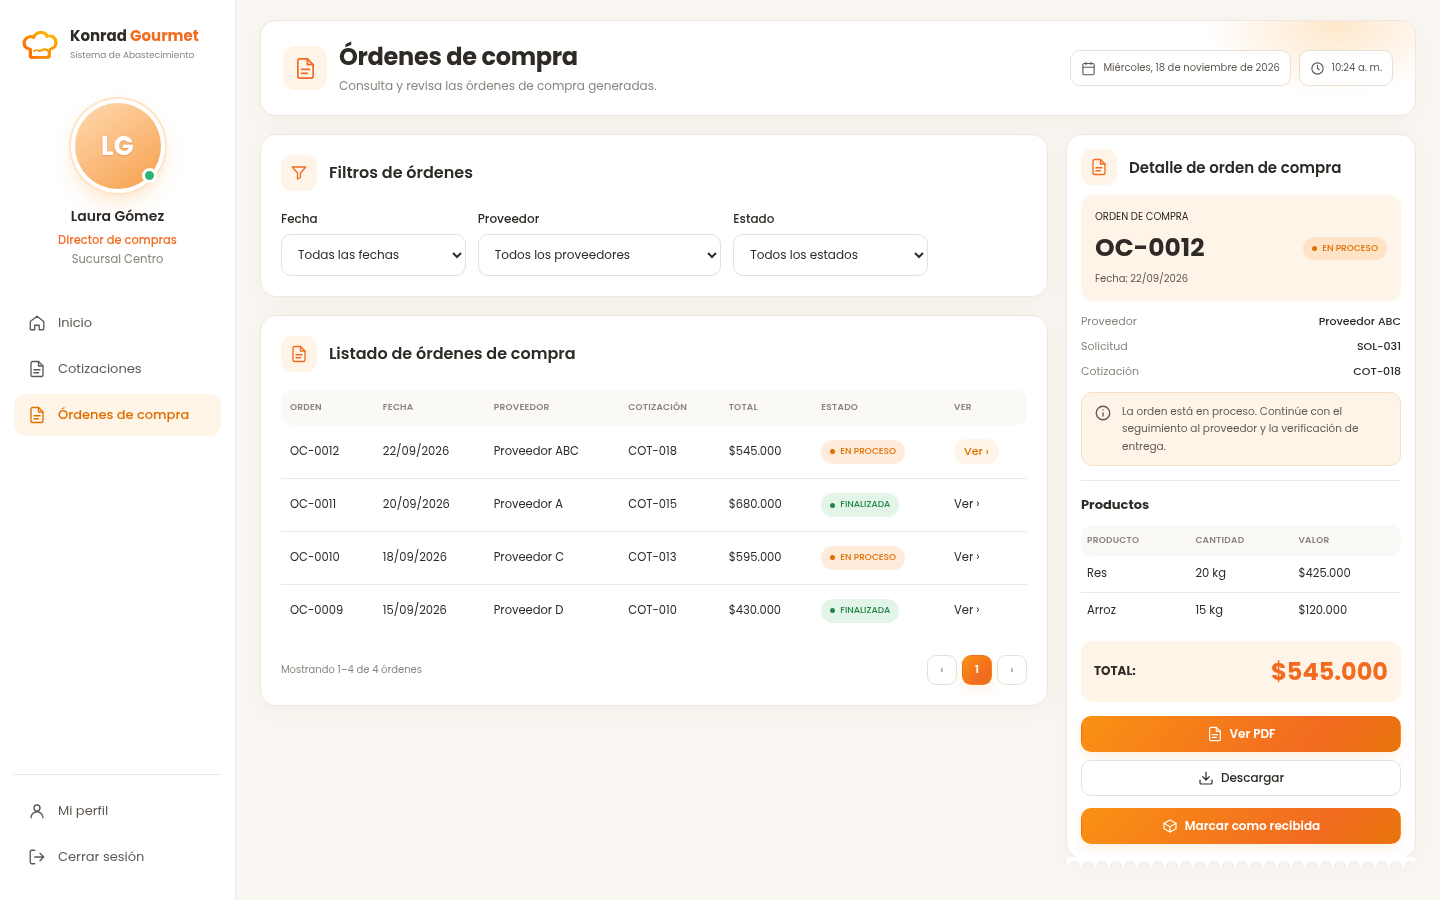 Konrad Gourmet
Sistema de Abastecimiento
LG
Laura Gómez
Director de compras
Sucursal Centro
Inicio
Cotizaciones
Órdenes de compra
Mi perfil
Cerrar sesión
Órdenes de compra
Consulta y revisa las órdenes de compra generadas.
Miércoles, 18 de noviembre de 2026
10:24 a. m.
Filtros de órdenes
Fecha Proveedor Estado
Todas las fechas Todos los proveedores Todos los estados
Listado de órdenes de compra
ORDEN FECHA PROVEEDOR COTIZACIÓN TOTAL ESTADO VER
OC-0012 22/09/2026 Proveedor ABC COT-018 $545.000 EN PROCESO Ver ›
OC-0011 20/09/2026 Proveedor A COT-015 $680.000 FINALIZADA Ver ›
OC-0010 18/09/2026 Proveedor C COT-013 $595.000 EN PROCESO Ver ›
OC-0009 15/09/2026 Proveedor D COT-010 $430.000 FINALIZADA Ver ›
Mostrando 1–4 de 4 órdenes
‹ 1 ›
Detalle de orden de compra
ORDEN DE COMPRA
OC-0012 EN PROCESO
Fecha: 22/09/2026
Proveedor Proveedor ABC
Solicitud SOL-031
Cotización COT-018
La orden está en proceso. Continúe con el
seguimiento al proveedor y la verificación de
entrega.
Productos
PRODUCTO CANTIDAD VALOR
Res 20 kg $425.000
Arroz 15 kg $120.000
TOTAL: $545.000
Ver PDF
Descargar
Marcar como recibida